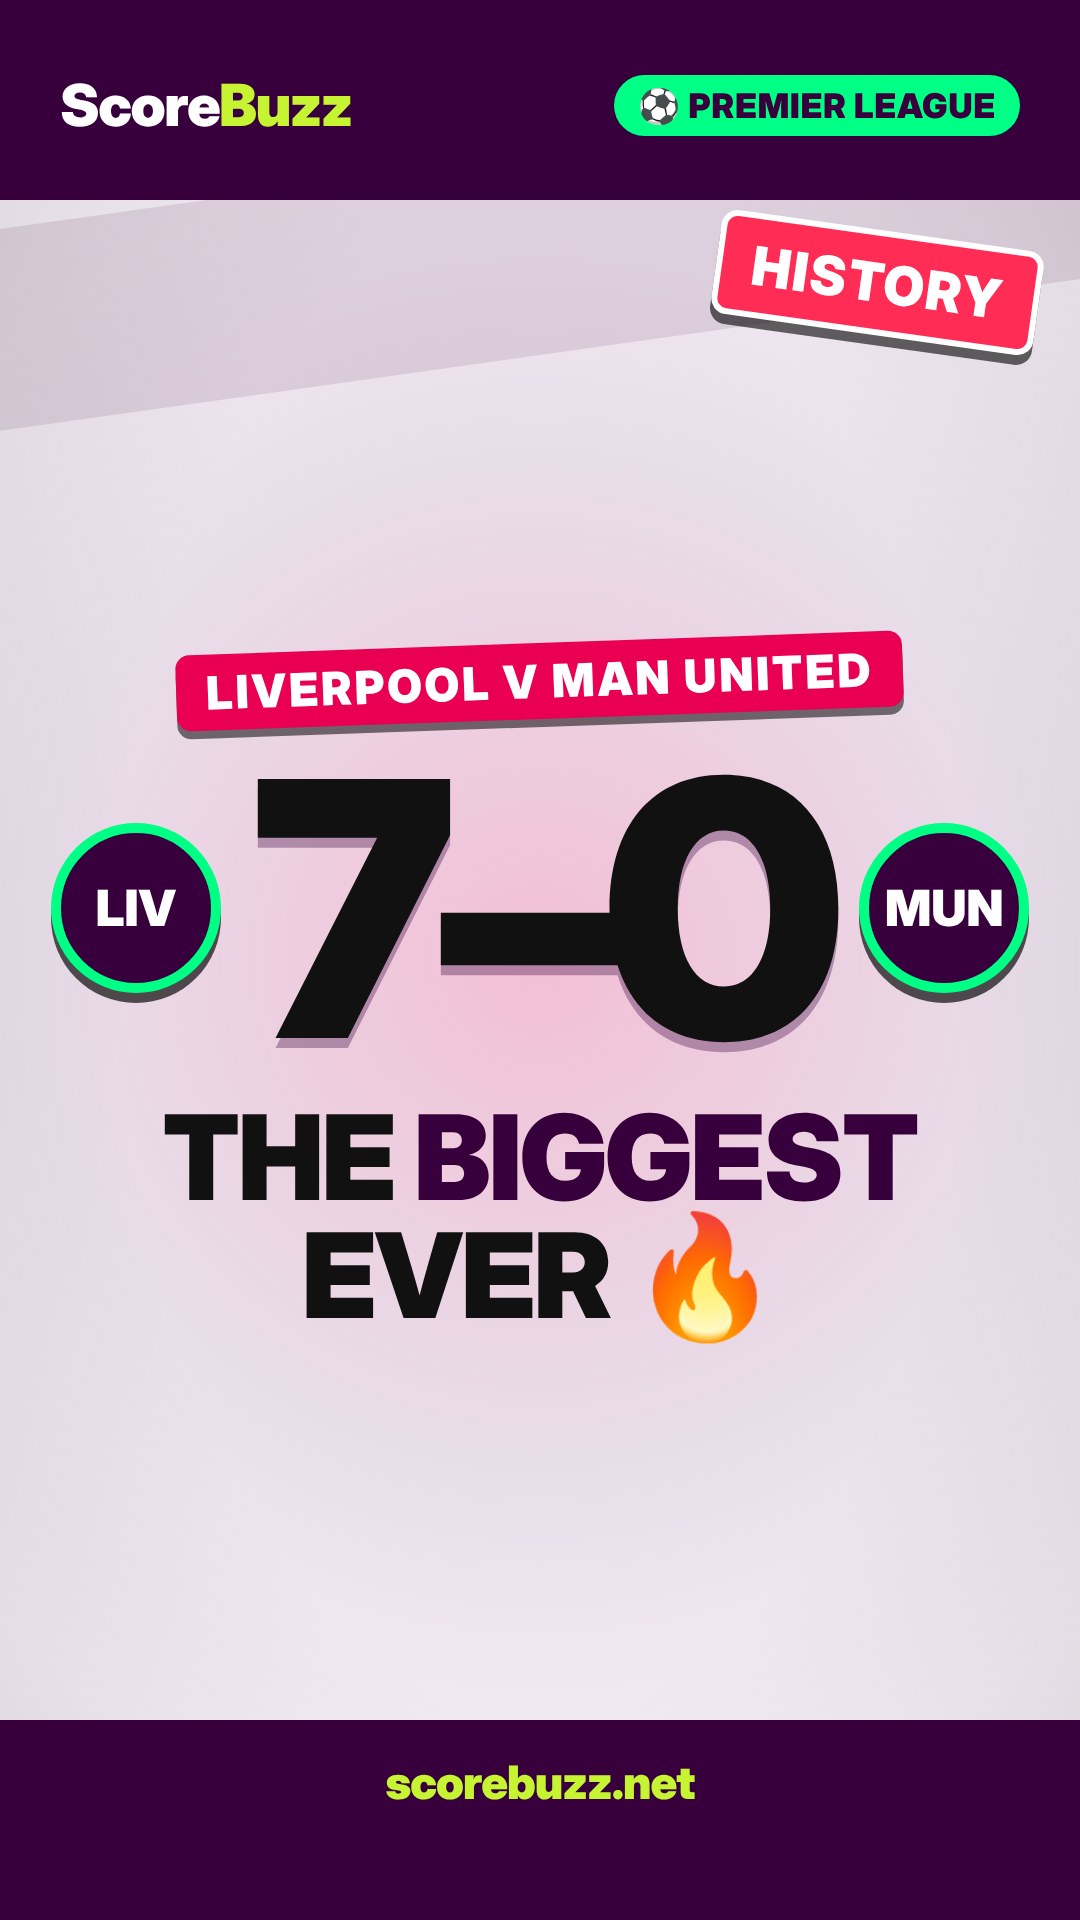 ScoreBuzz
⚽ PREMIER LEAGUE
HISTORY
LIVERPOOL V MAN UNITED
LIV
7–0
MUN
THE BIGGEST
EVER 🔥
scorebuzz.net